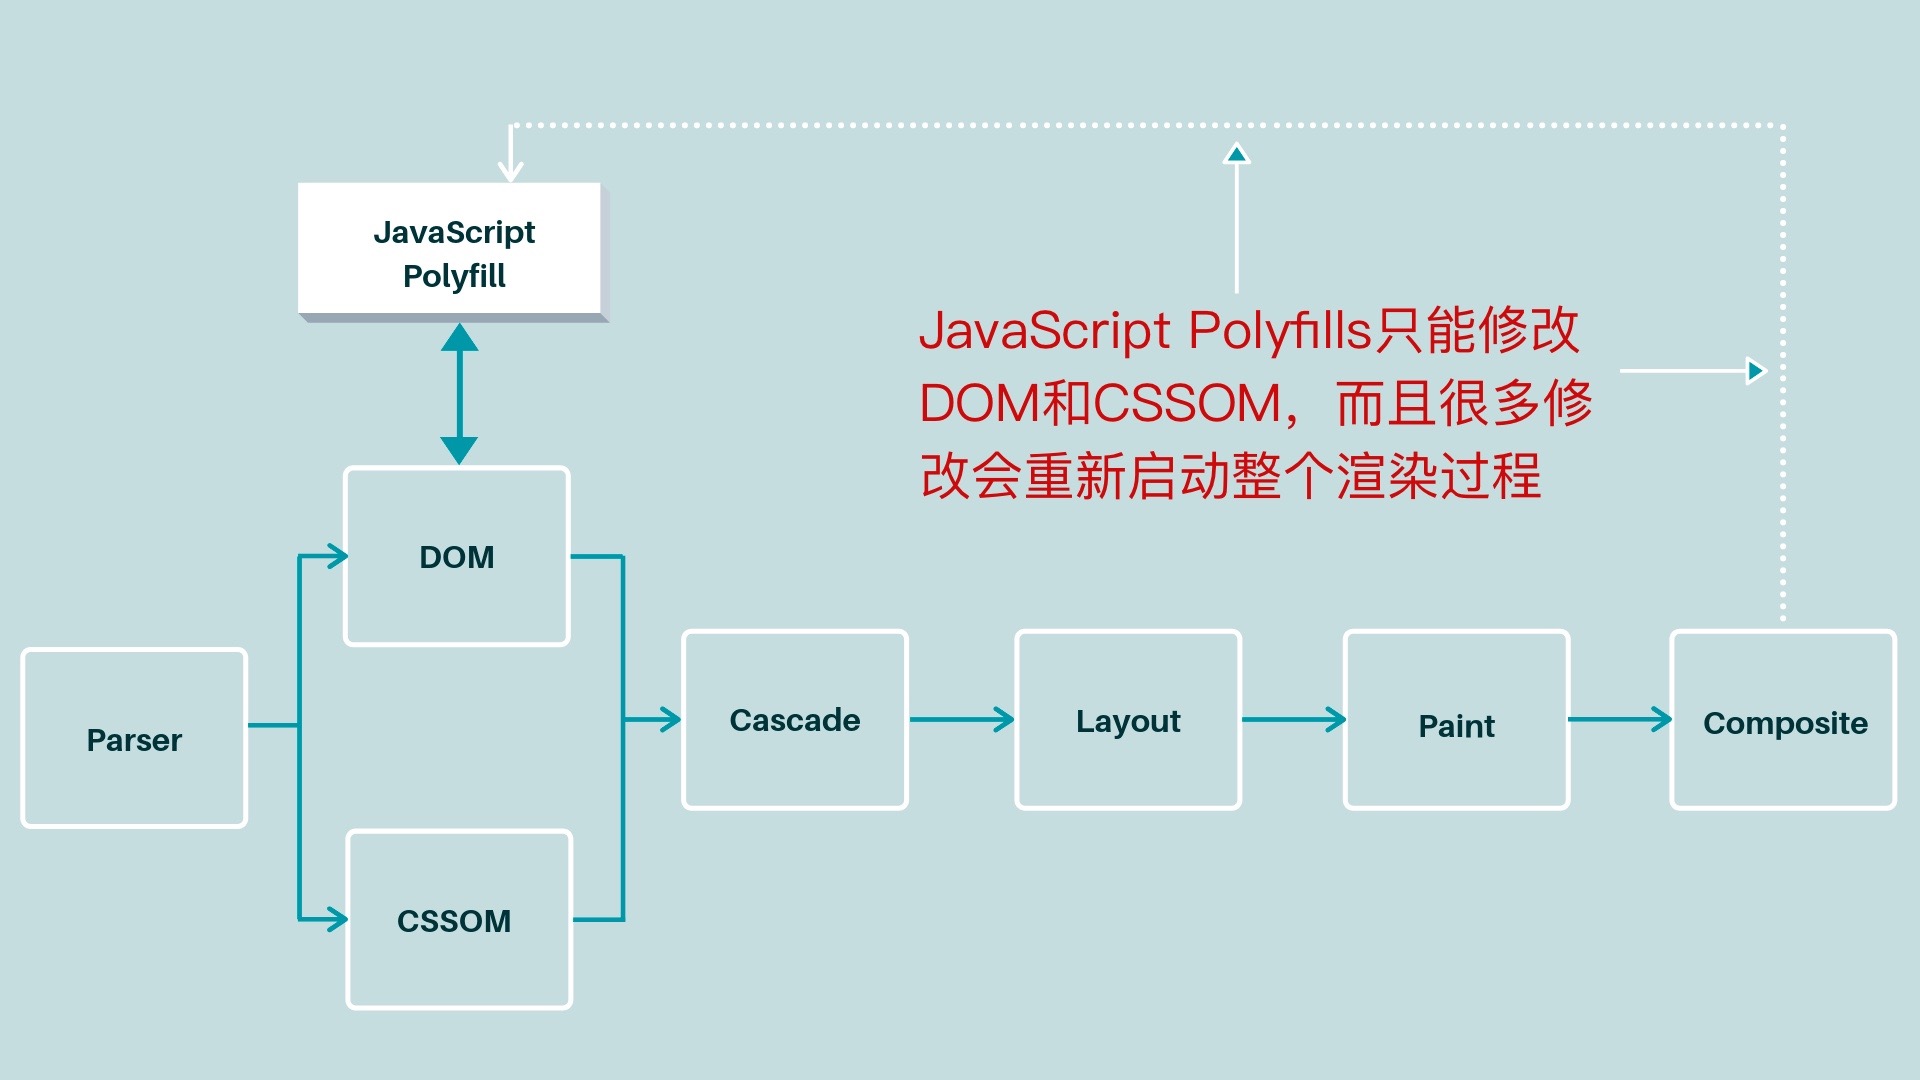 JavaScript
Polyfill
JavaScript Polyfills只能修改
DOM和CSSOM，而且很多修
改会重新启动整个渲染过程
DOM
Parser
Cascade
Layout
Paint
Composite
CSSOM